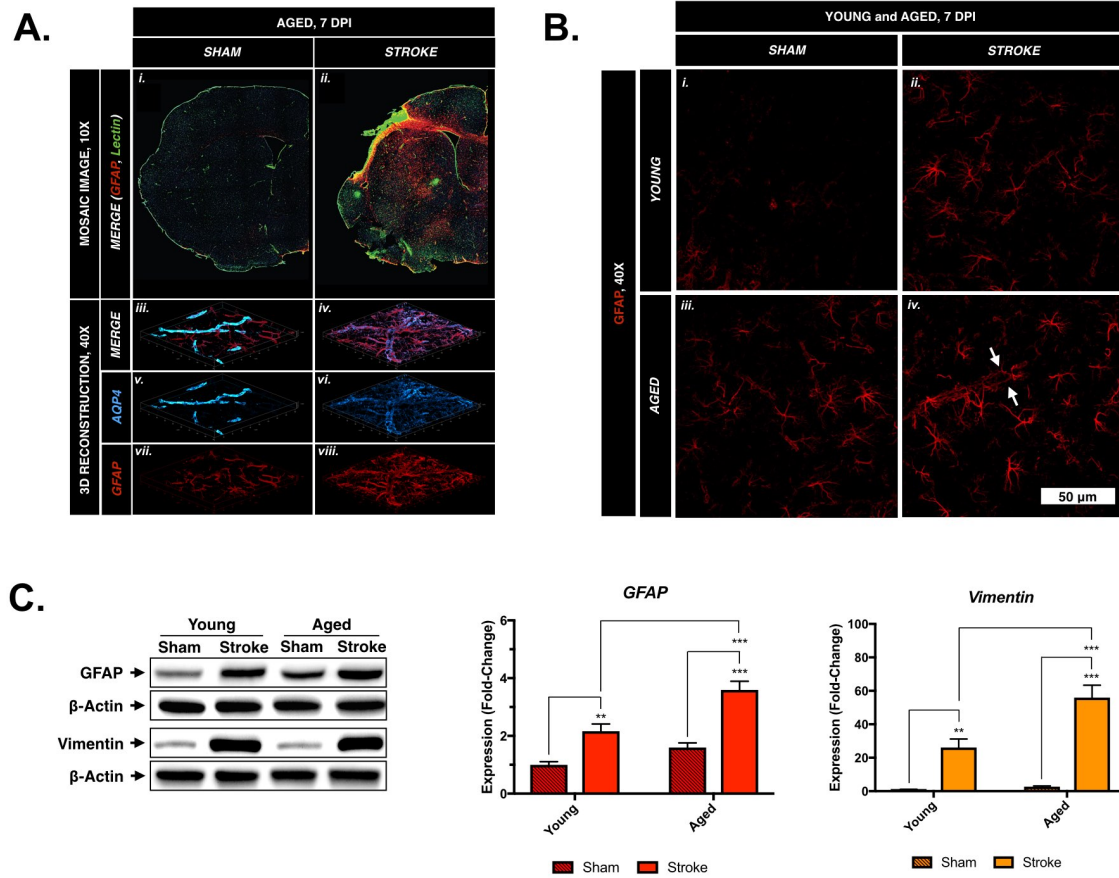 A.
AGED, 7 DPI
SHAM
STROKE
MOSAIC IMAGE, 10X
MERGE (GFAP, Lectin)
i.
ii.
3D RECONSTRUCTION, 40X
MERGE
iii.
iv.
AQP4
v.
vi.
GFAP
vii.
viii.
B.
YOUNG and AGED, 7 DPI
SHAM
STROKE
GFAP, 40X
YOUNG
i.
ii.
AGED
iii.
iv.
50 µm
C.
Young Aged
Sham Stroke Sham Stroke
GFAP
β-Actin
Vimentin
β-Actin
GFAP
Expression (Fold-Change)
6
4
2
0
**
***
***
Young
Aged
Sham Stroke
Vimentin
Expression (Fold-Change)
100
80
60
40
20
0
**
***
***
Young
Aged
Sham Stroke